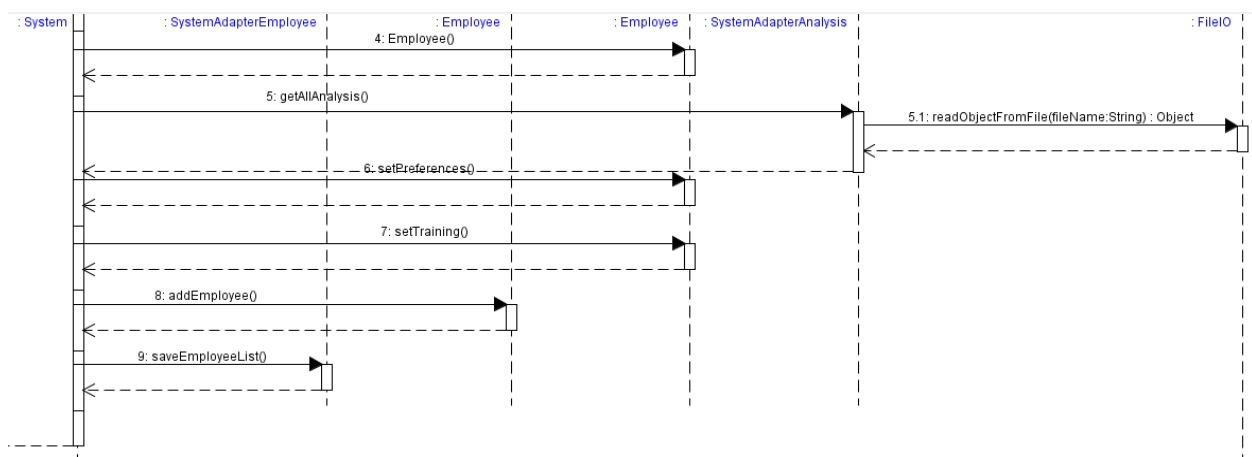 : System
: SystemAdapterEmployee
: Employee
: Employee
: SystemAdapterAnalysis
: FileIO
4: Employee()
5: getAllAnalysis()
5.1: readObjectFromFile(fileName:String) : Object
6: setPreferences()
7: setTraining()
8: addEmployee()
9: saveEmployeeList()